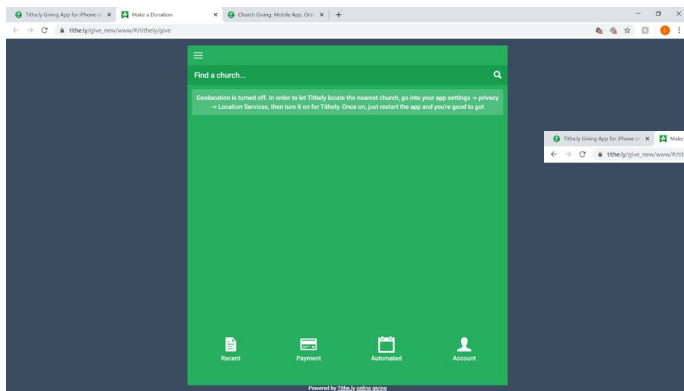 Tithe.ly Giving App for iPhone or
Make a Donation
Church Giving: Mobile App, Onli
tithe.ly/give_new/www/#/tithely/give
Find a church...
Geolocation is turned off. In order to let Tithely locate the nearest church, go into your app settings -> privacy
-> Location Services, then turn it on for Tithely. Once on, just restart the app and you're good to go!
Tithe.ly Giving App for iPhone or
Make
tithe.ly/give_new/www/#/tit
Recent
Payment
Automated
Account
Powered by Tithe.ly online giving